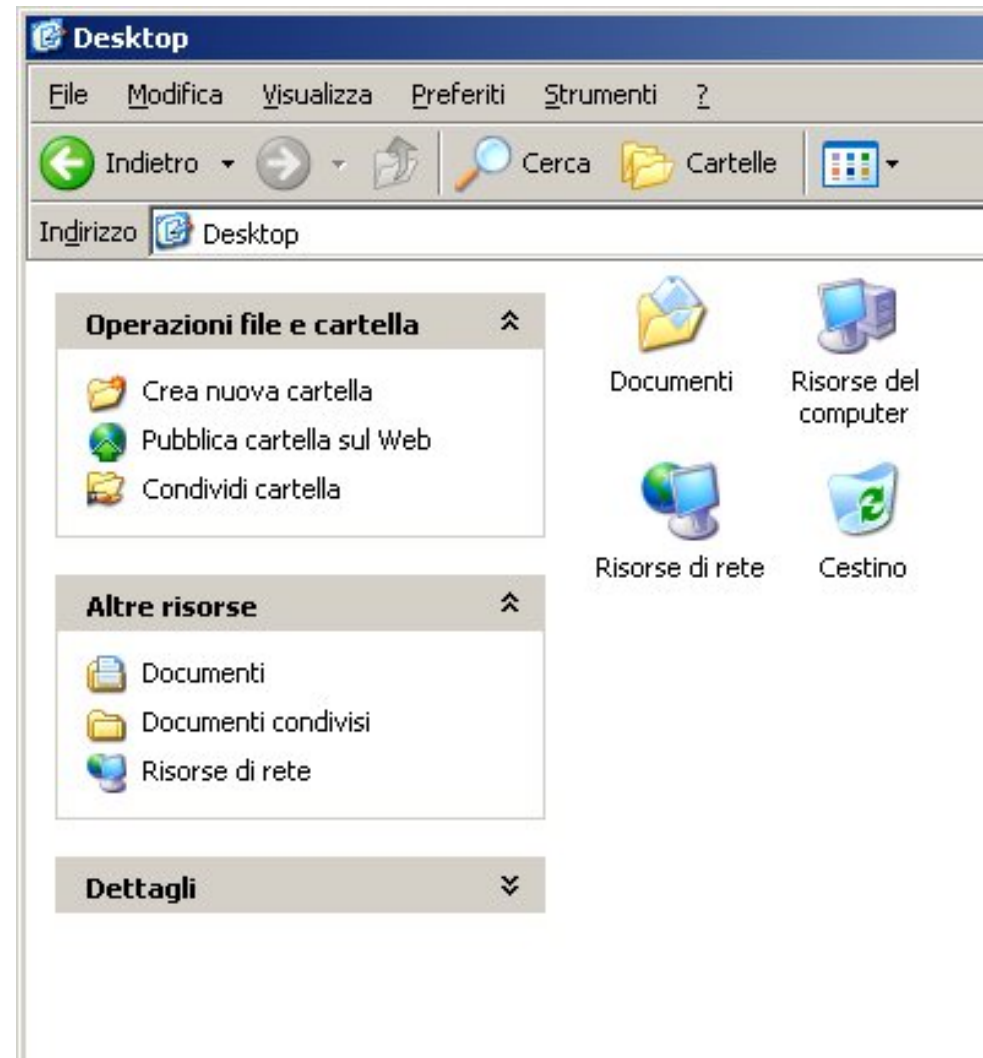 Desktop
File Modifica Visualizza Preferiti Strumenti ?
Indietro Cerca Cartelle
Indirizzo Desktop
Operazioni file e cartella
Crea nuova cartella
Pubblica cartella sul Web
Condividi cartella
Altre risorse
Documenti
Documenti condivisi
Risorse di rete
Dettagli
Documenti
Risorse del
computer
Risorse di rete
Cestino